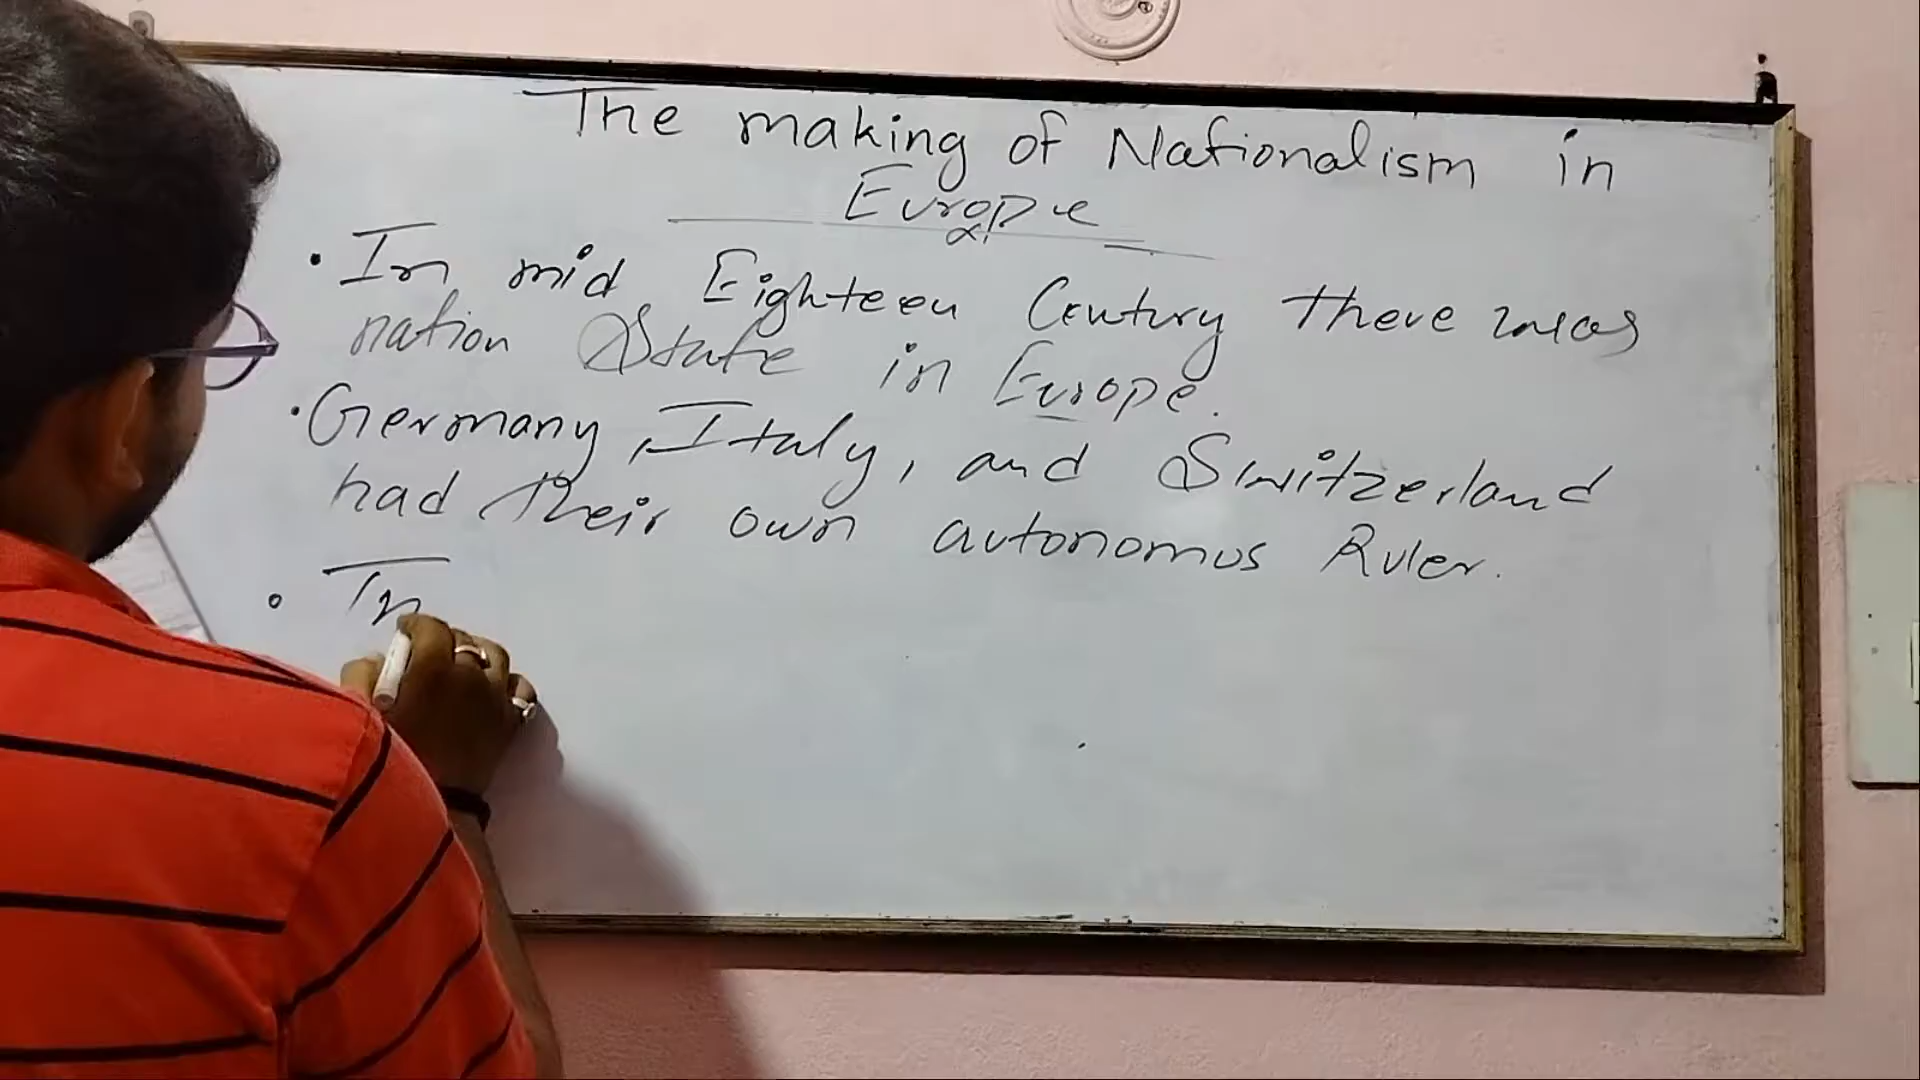 The making of Nationalism in
Europe
• In mid Eighteen Century there was
nation State in Europe.
• Germany, Italy, and Switzerland
had their own autonomus Ruler.
• In